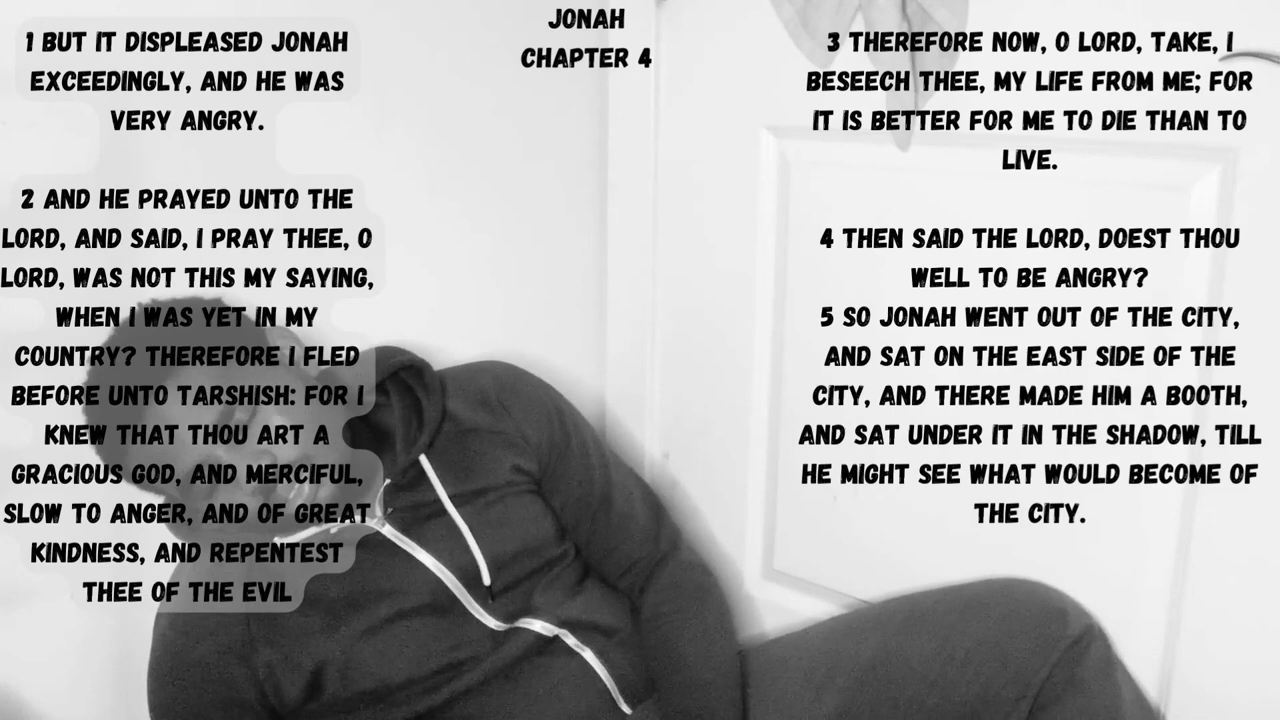 JONAH
CHAPTER 4
1 BUT IT DISPLEASED JONAH
EXCEEDINGLY, AND HE WAS
VERY ANGRY.
2 AND HE PRAYED UNTO THE
LORD, AND SAID, I PRAY THEE, O
LORD, WAS NOT THIS MY SAYING,
WHEN I WAS YET IN MY
COUNTRY? THEREFORE I FLED
BEFORE UNTO TARSHISH: FOR I
KNEW THAT THOU ART A
GRACIOUS GOD, AND MERCIFUL,
SLOW TO ANGER, AND OF GREAT
KINDNESS, AND REPENTEST
THEE OF THE EVIL
3 THEREFORE NOW, O LORD, TAKE, I
BESEECH THEE, MY LIFE FROM ME; FOR
IT IS BETTER FOR ME TO DIE THAN TO
LIVE.
4 THEN SAID THE LORD, DOEST THOU
WELL TO BE ANGRY?
5 SO JONAH WENT OUT OF THE CITY,
AND SAT ON THE EAST SIDE OF THE
CITY, AND THERE MADE HIM A BOOTH,
AND SAT UNDER IT IN THE SHADOW, TILL
HE MIGHT SEE WHAT WOULD BECOME OF
THE CITY.